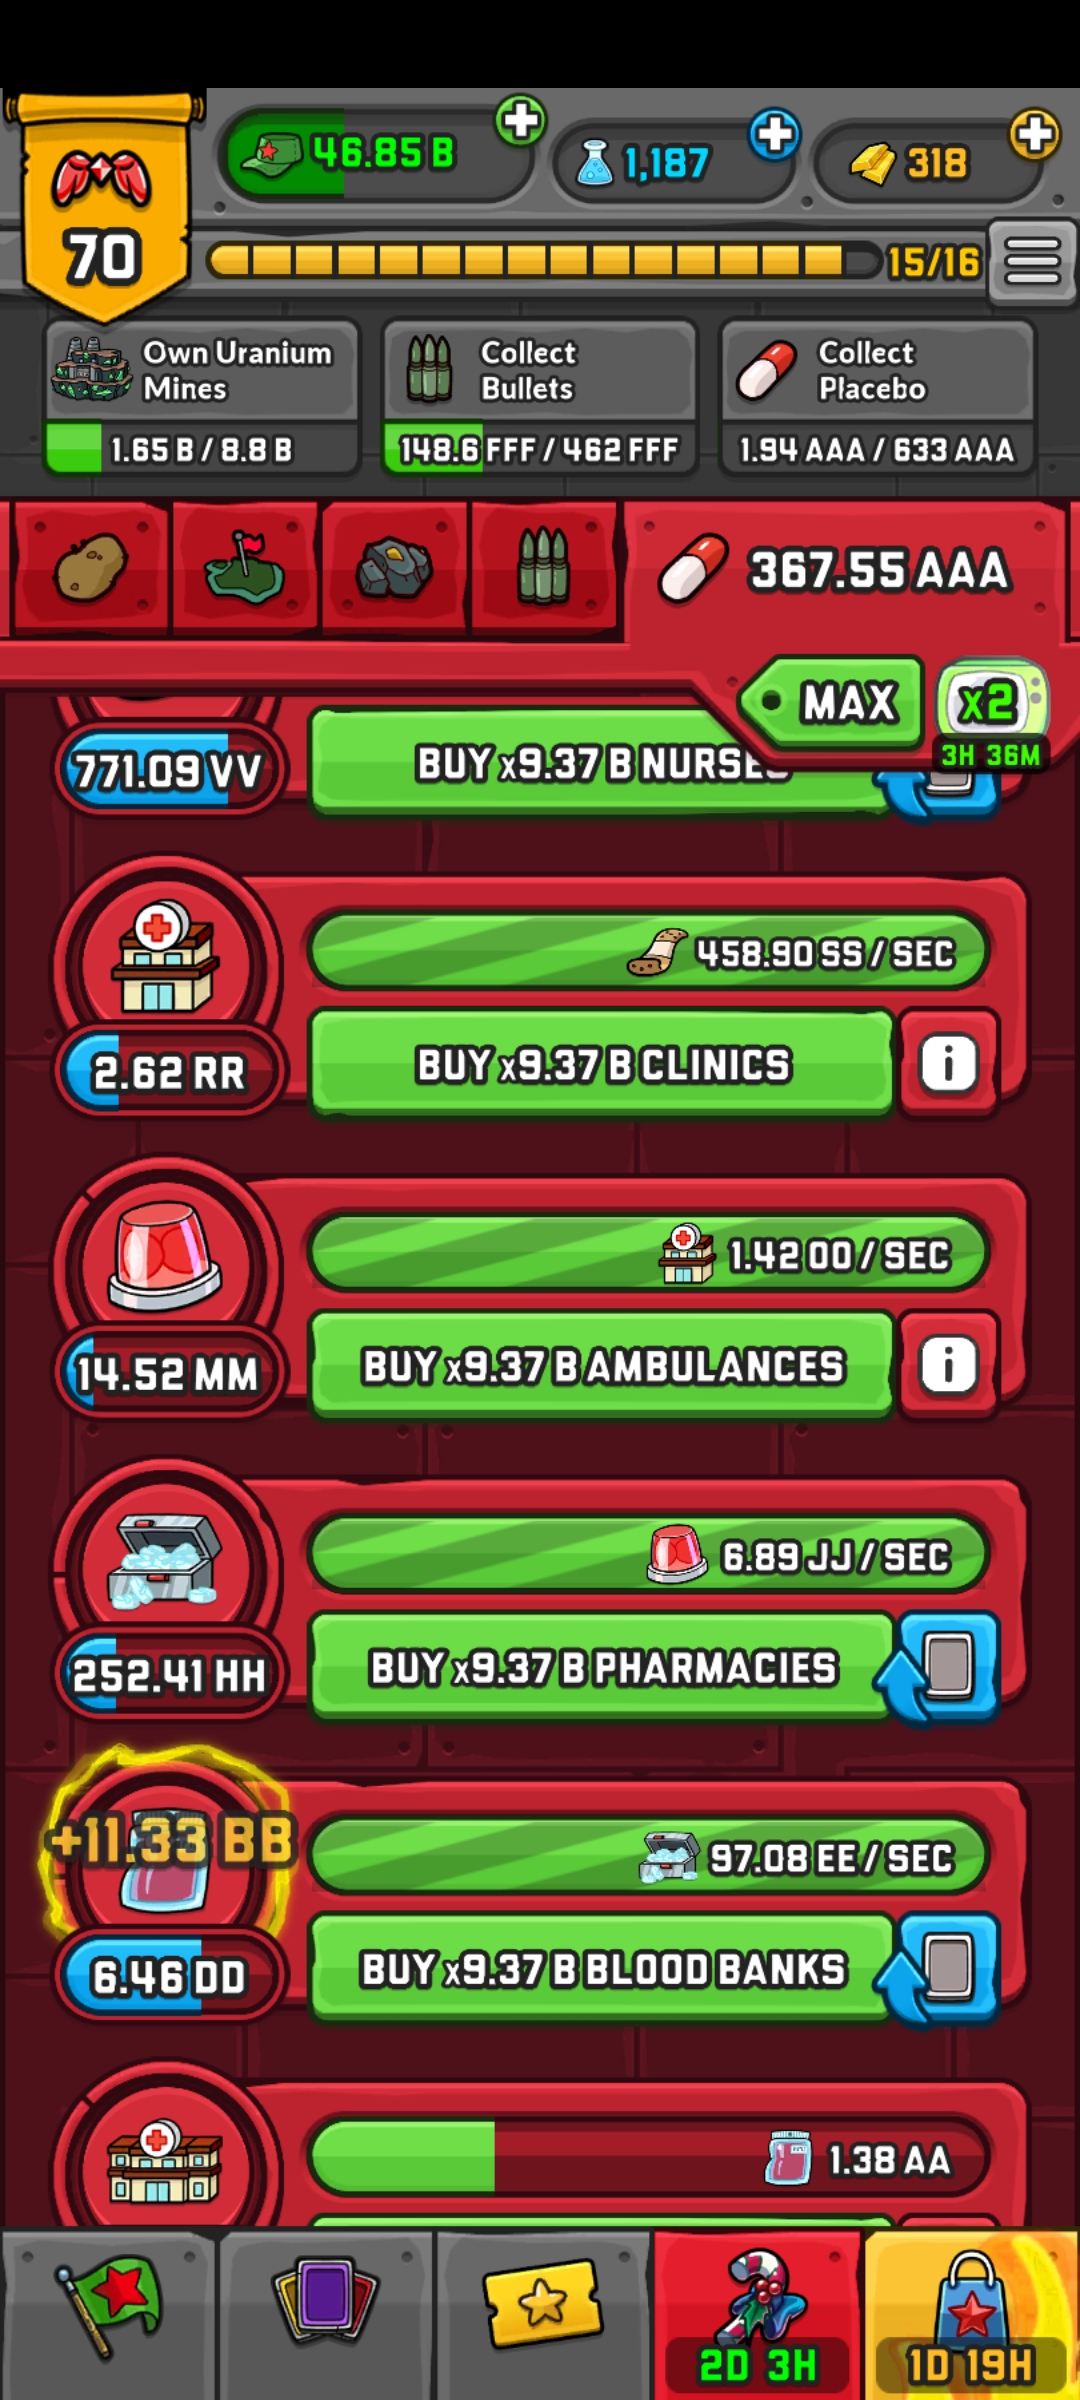 46.85 B
1,187
318
70
15/16
Own Uranium Mines
1.65 B / 8.8 B
Collect Bullets
148.6 FFF / 462 FFF
Collect Placebo
1.94 AAA / 633 AAA
367.55 AAA
MAX
x2
3H 36M
771.09 VV
BUY x9.37 B NURSES
458.90 SS / SEC
2.62 RR
BUY x9.37 B CLINICS
i
1.42 OO / SEC
14.52 MM
BUY x9.37 B AMBULANCES
i
6.89 JJ / SEC
252.41 HH
BUY x9.37 B PHARMACIES
+11.33 BB
97.08 EE / SEC
6.46 DD
BUY x9.37 B BLOOD BANKS
1.38 AA
2D 3H
1D 19H